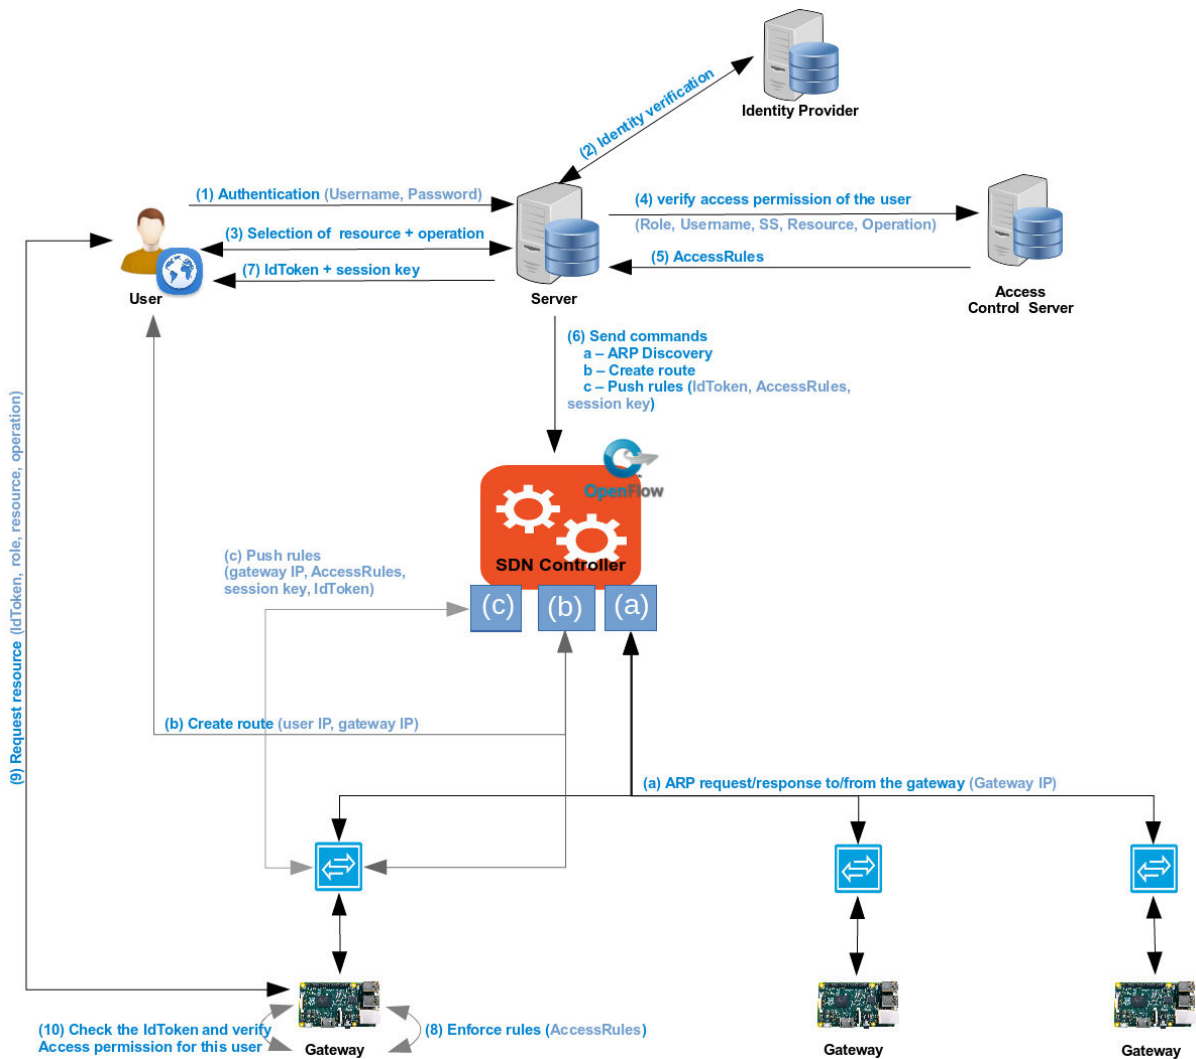 Identity Provider
(2) Identity verification
(1) Authentication (Username, Password)
(4) verify access permission of the user
(Role, Username, SS, Resource, Operation)
(3) Selection of resource + operation
(5) AccessRules
(7) IdToken + session key
User
Server
Access
Control Server
(6) Send commands
a – ARP Discovery
b – Create route
c – Push rules (IdToken, AccessRules,
session key)
OpenFlow
SDN Controller
(c) Push rules
(gateway IP, AccessRules,
session key, IdToken)
(c)
(b)
(a)
(9) Request resource (IdToken, role, resource, operation)
(b) Create route (user IP, gateway IP)
(a) ARP request/response to/from the gateway (Gateway IP)
(10) Check the IdToken and verify
Access permission for this user
(8) Enforce rules (AccessRules)
Gateway
Gateway
Gateway